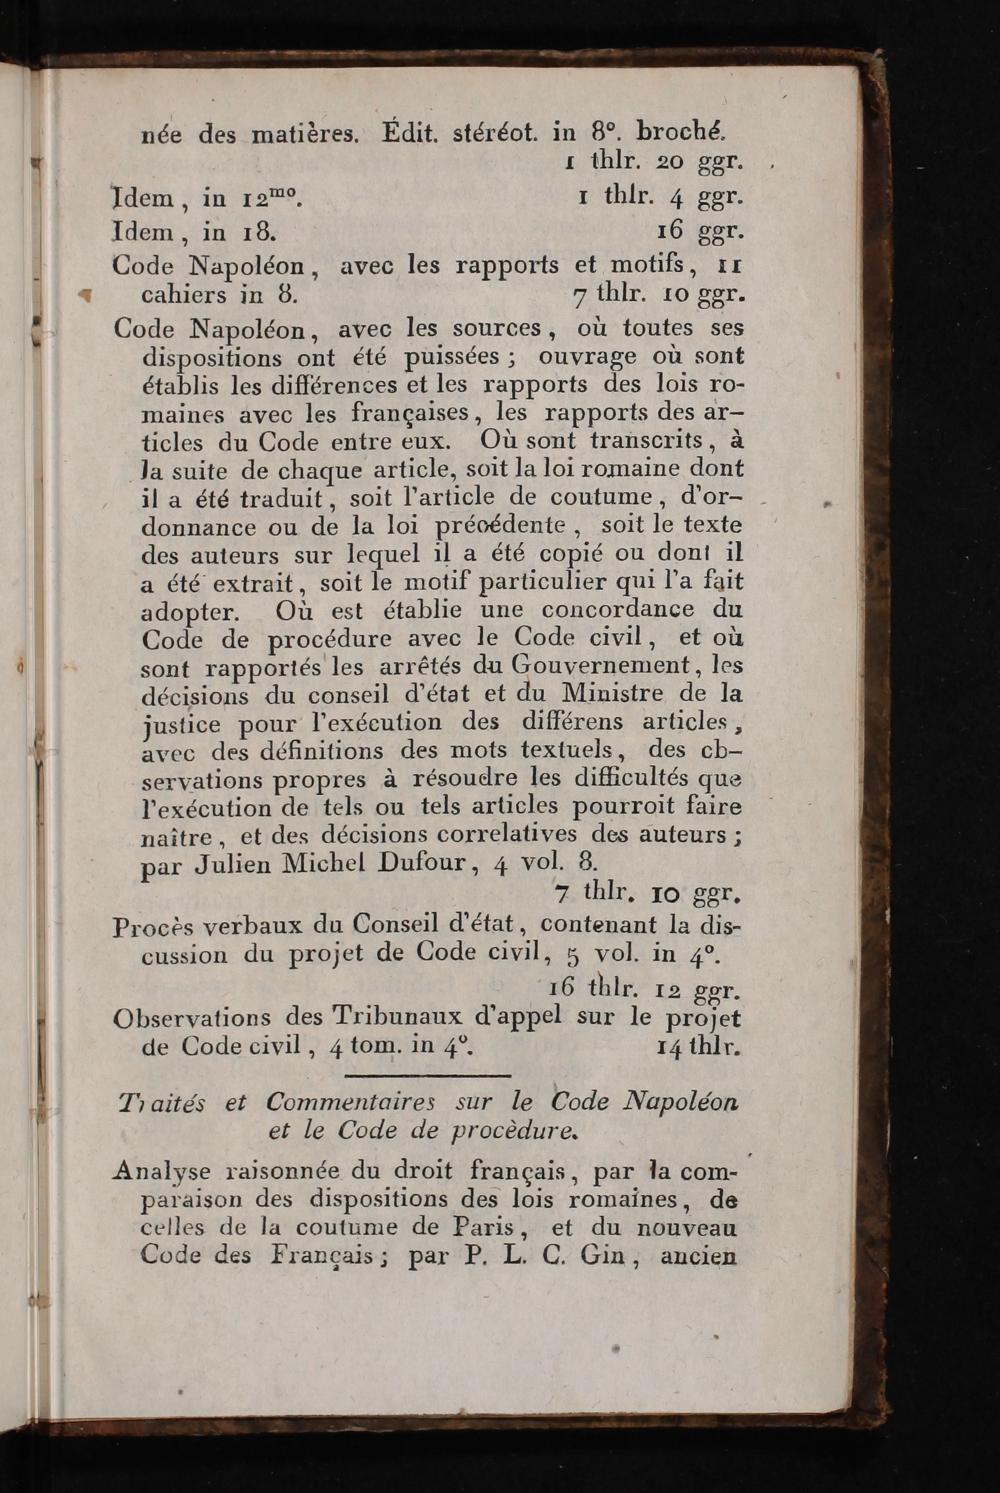 née des matières. Édit. stéréot. in 8°. broché.
1 thlr. 20 ggr.
Idem, in 12mo. 1 thlr. 4 ggr.
Idem, in 18. 16 ggr.
Code Napoléon, avec les rapports et motifs, 11
cahiers in 8. 7 thlr. 10 ggr.
Code Napoléon, avec les sources, où toutes ses
dispositions ont été puissées; ouvrage où sont
établis les différences et les rapports des lois ro-
maines avec les françaises, les rapports des ar-
ticles du Code entre eux. Où sont transcrits, à
la suite de chaque article, soit la loi romaine dont
il a été traduit, soit l'article de coutume, d'or-
donnance ou de la loi précédente, soit le texte
des auteurs sur lequel il a été copié ou dont il
a été extrait, soit le motif particulier qui l'a fait
adopter. Où est établie une concordance du
Code de procédure avec le Code civil, et où
sont rapportés les arrêtés du Gouvernement, les
décisions du conseil d'état et du Ministre de la
justice pour l'exécution des différens articles,
avec des définitions des mots textuels, des ob-
servations propres à résoudre les difficultés que
l'exécution de tels ou tels articles pourroit faire
naître, et des décisions correlatives des auteurs;
par Julien Michel Dufour, 4 vol. 8.
7 thlr. 10 ggr.
Procès verbaux du Conseil d'état, contenant la dis-
cussion du projet de Code civil, 5 vol. in 4°.
16 thlr. 12 ggr.
Observations des Tribunaux d'appel sur le projet
de Code civil, 4 tom. in 4°. 14 thlr.
Traités et Commentaires sur le Code Napoléon
et le Code de procèdure.
Analyse raisonnée du droit français, par la com-
paraison des dispositions des lois romaines, de
celles de la coutume de Paris, et du nouveau
Code des Français; par P. L. C. Gin, ancien